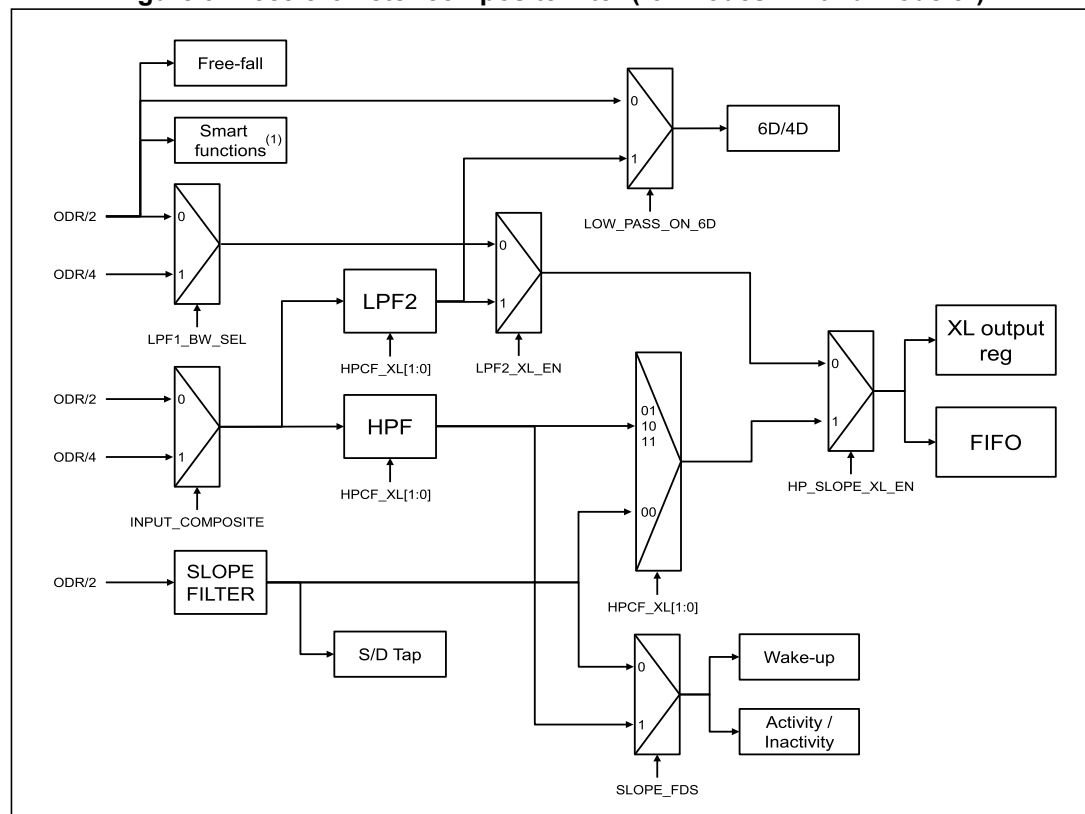 Free-fall
Smart
functions(1)
0
6D/4D
1
LOW_PASS_ON_6D
ODR/2
0
ODR/4
1
LPF1_BW_SEL
0
LPF2
1
HPCF_XL[1:0]
LPF2_XL_EN
XL output
reg
0
1
FIFO
HP_SLOPE_XL_EN
ODR/2
0
ODR/4
1
INPUT_COMPOSITE
HPF
HPCF_XL[1:0]
01
10
11
00
HPCF_XL[1:0]
ODR/2
SLOPE
FILTER
S/D Tap
0
1
SLOPE_FDS
Wake-up
Activity /
Inactivity